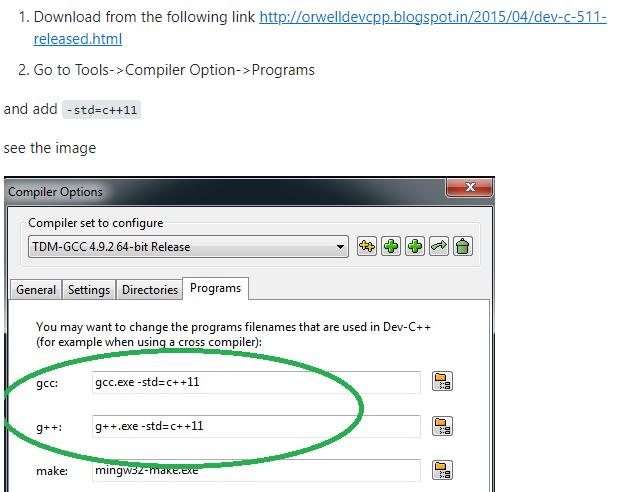 1. Download from the following link http://orwelldevcpp.blogspot.in/2015/04/dev-c-511-
released.html
2. Go to Tools->Compiler Option->Programs
and add -std=c++11
see the image
Compiler Options
Compiler set to configure
TDM-GCC 4.9.2 64-bit Release
General Settings Directories Programs
You may want to change the programs filenames that are used in Dev-C++
(for example when using a cross compiler):
gcc: gcc.exe -std=c++11
g++: g++.exe -std=c++11
make: mingw32-make.exe